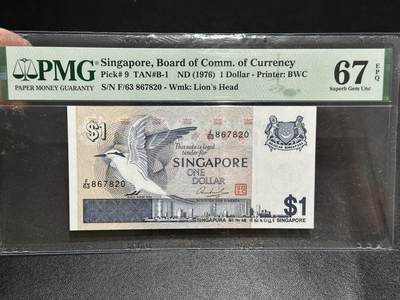 PMG
PAPER MONEY GUARANTY
Singapore, Board of Comm. of Currency
Pick# 9 TAN#B-1 ND (1976) 1 Dollar - Printer: BWC
S/N F/63 867820 - Wmk: Lion's Head
67 EPQ
Superb Gem Unc
$1
F/63 867820
This note is legal
tender for
SINGAPORE
ONE
DOLLAR
F/63 867820
$1
SINGAPURA
SINGAPORE